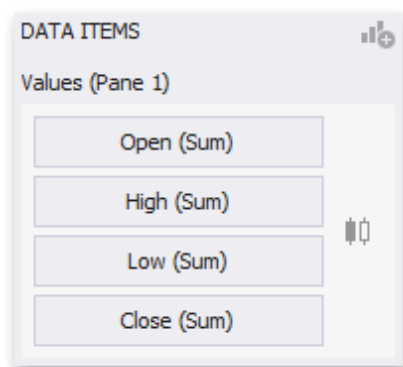 DATA ITEMS
Values (Pane 1)
Open (Sum)
High (Sum)
Low (Sum)
Close (Sum)